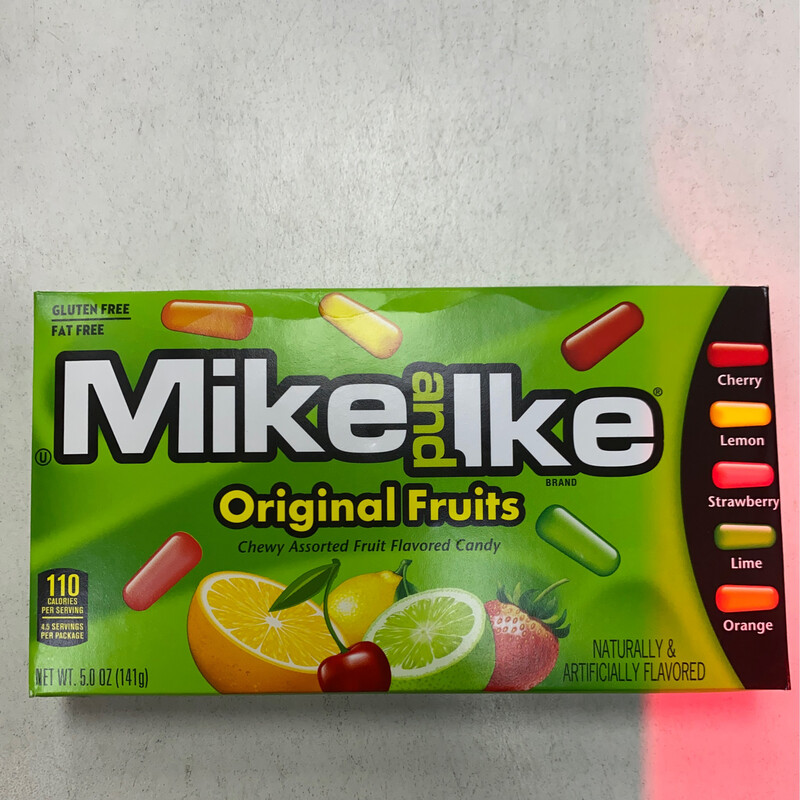 GLUTEN FREE
FAT FREE
Mike and Ike®
BRAND
Ⓤ
Original Fruits
Chewy Assorted Fruit Flavored Candy
110
CALORIES
PER SERVING
4.5 SERVINGS
PER PACKAGE
NET WT. 5.0 OZ (141g)
NATURALLY &
ARTIFICIALLY FLAVORED
Cherry
Lemon
Strawberry
Lime
Orange